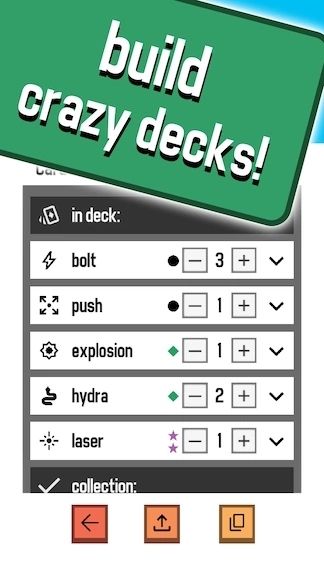 build
crazy decks!
in deck:
bolt 3
push 1
explosion 1
hydra 2
laser 1
collection: